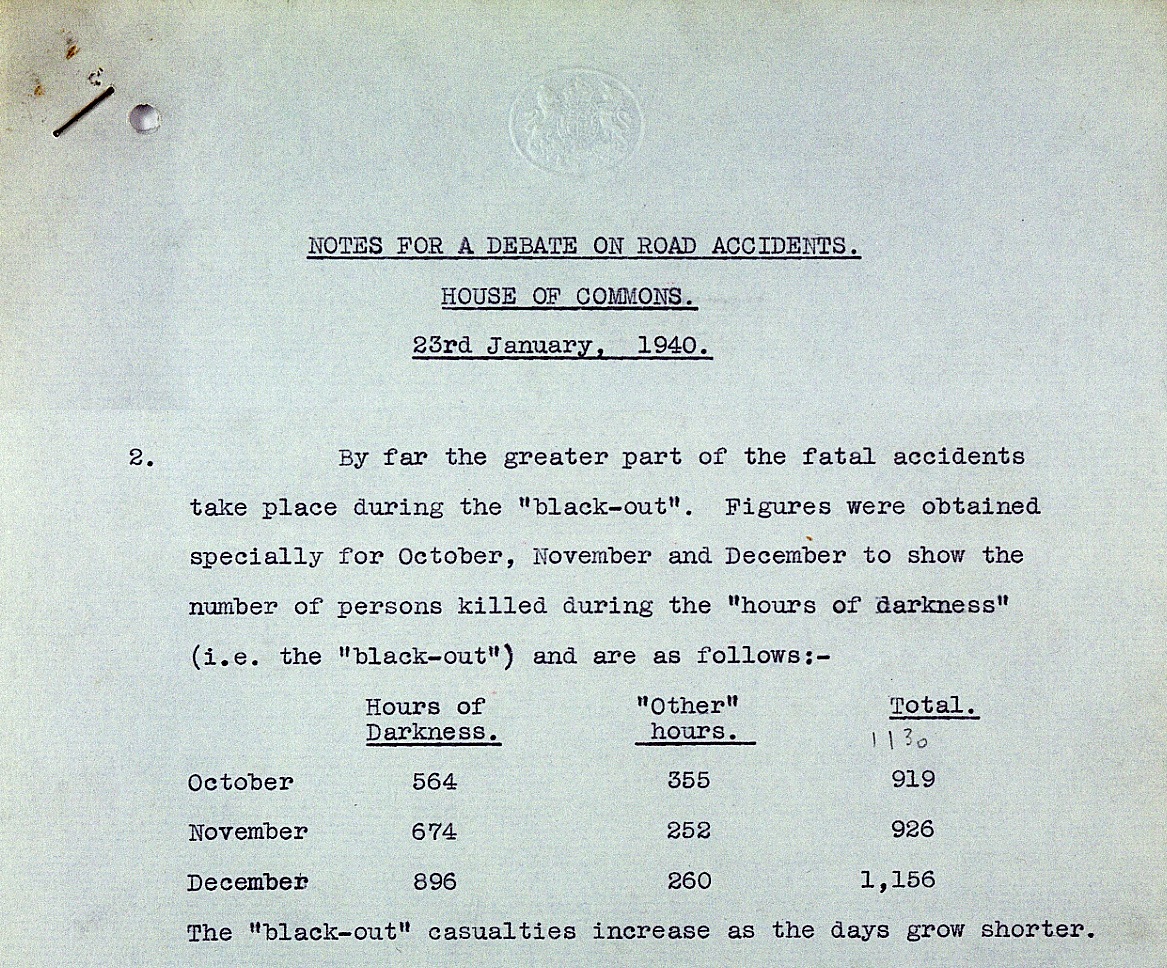 NOTES FOR A DEBATE ON ROAD ACCIDENTS.
HOUSE OF COMMONS.
23rd January, 1940.
2. By far the greater part of the fatal accidents
take place during the "black-out". Figures were obtained
specially for October, November and December to show the
number of persons killed during the "hours of darkness"
(i.e. the "black-out") and are as follows:-
Hours of "Other" Total.
Darkness. hours.
1130
October 564 355 919
November 674 252 926
December 896 260 1,156
The "black-out" casualties increase as the days grow shorter.